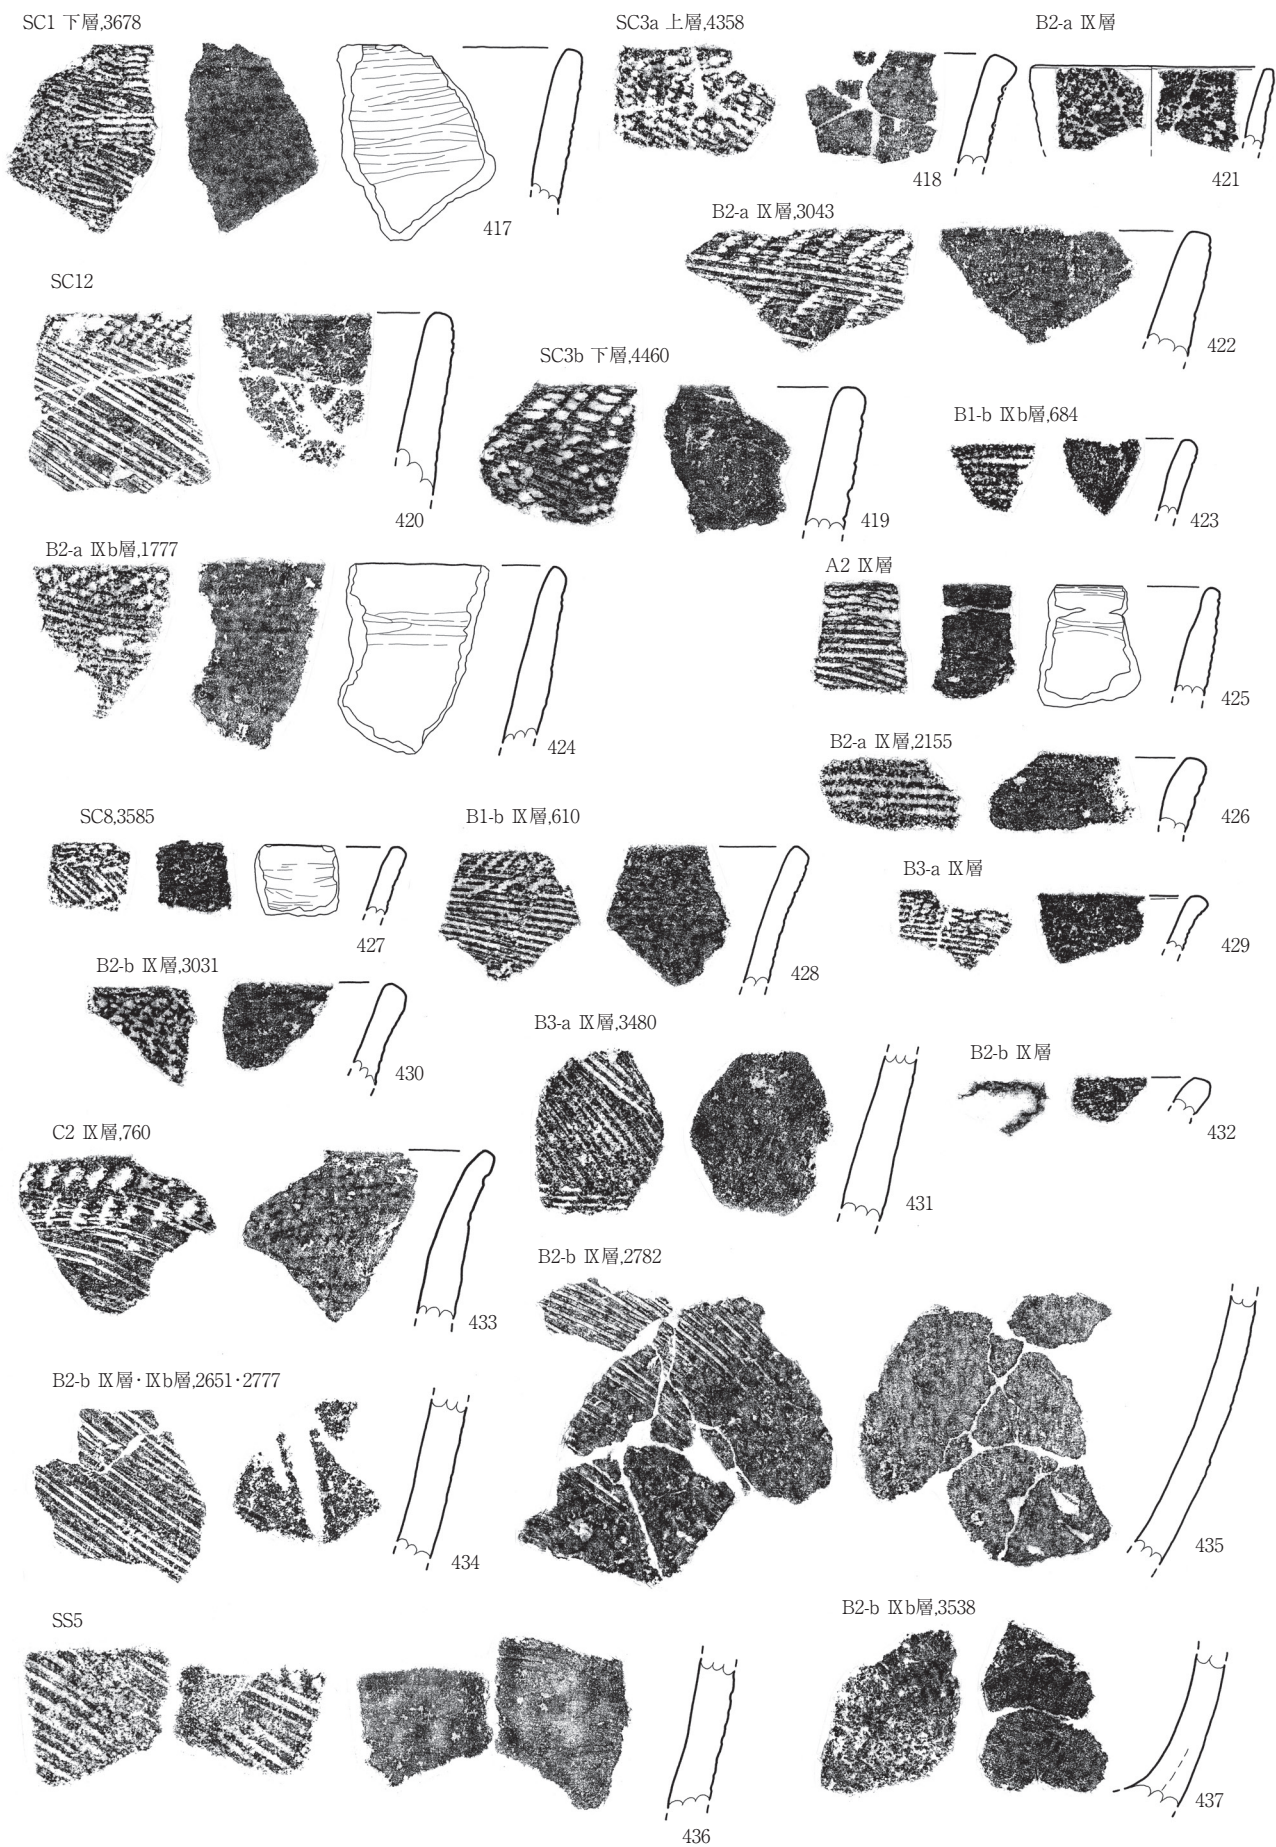 SC1 下層,3678
417
SC3a 上層,4358
418
B2-a Ⅸ層
421
B2-a Ⅸ層,3043
422
SC12
420
SC3b 下層,4460
419
B1-b Ⅸb層,684
423
B2-a Ⅸb層,1777
424
A2 Ⅸ層
425
B2-a Ⅸ層,2155
426
SC8,3585
427
B1-b Ⅸ層,610
428
B3-a Ⅸ層
429
B2-b Ⅸ層,3031
430
B3-a Ⅸ層,3480
431
B2-b Ⅸ層
432
C2 Ⅸ層,760
433
B2-b Ⅸ層,2782
435
B2-b Ⅸ層・Ⅸb層,2651・2777
434
SS5
436
B2-b Ⅸb層,3538
437